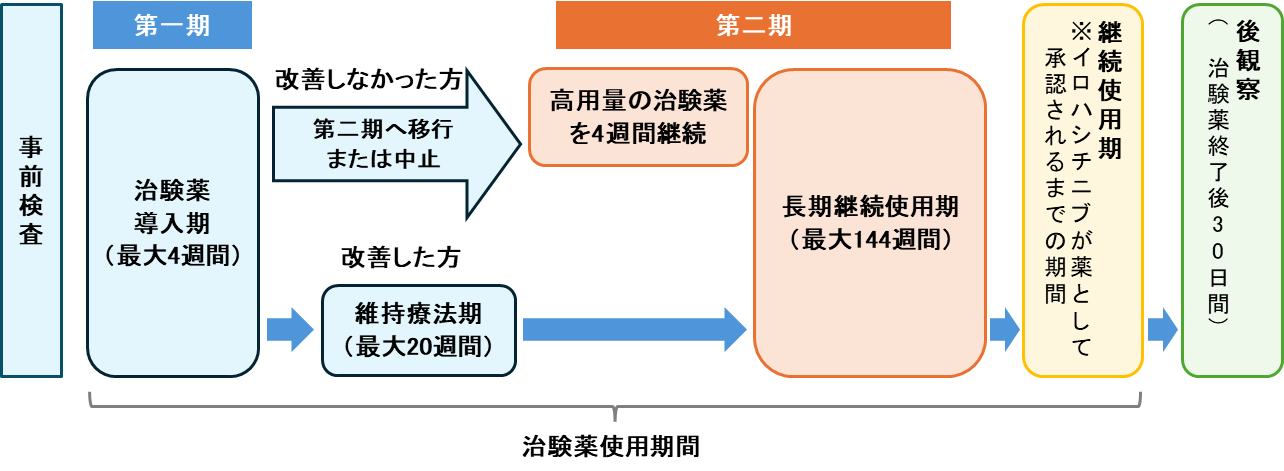 事前検査
第一期
治験薬
導入期
（最大4週間）
改善しなかった方
第二期へ移行
または中止
改善した方
維持療法期
（最大20週間）
第二期
高用量の治験薬
を4週間継続
長期継続使用期
（最大144週間）
継続使用期
※イロハシチニブが薬として
承認されるまでの期間
後観察
（治験薬終了後30日間）
治験薬使用期間